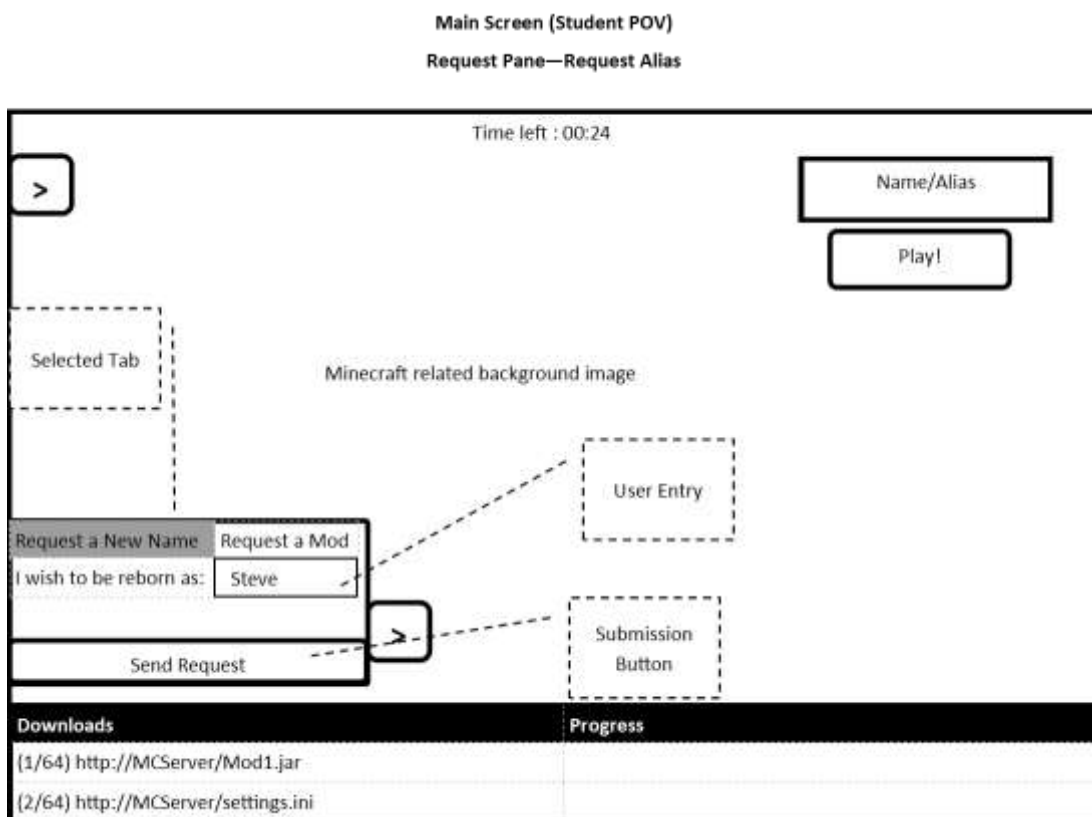 Main Screen (Student POV)
Request Pane—Request Alias
Time left : 00:24
>
Name/Alias
Play!
Selected Tab
Minecraft related background image
User Entry
Request a New Name Request a Mod
I wish to be reborn as: Steve
>
Submission
Button
Send Request
Downloads Progress
(1/64) http://MCServer/Mod1.jar
(2/64) http://MCServer/settings.ini